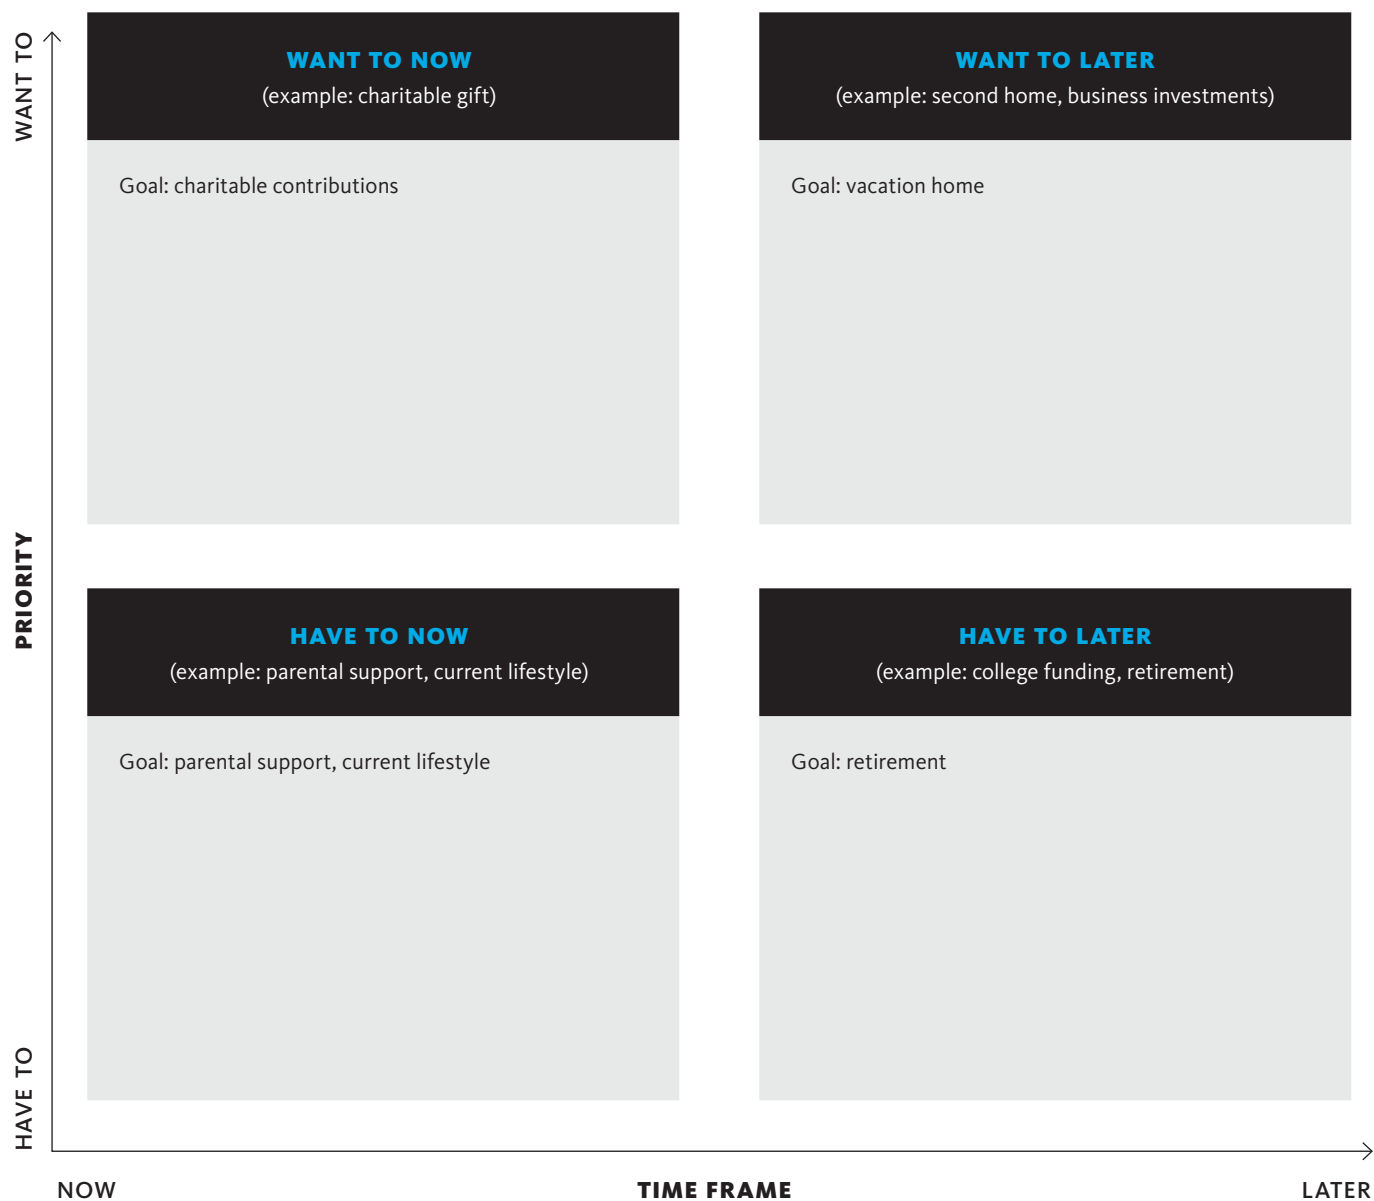 WANT TO
WANT TO NOW
(example: charitable gift)
Goal: charitable contributions
WANT TO LATER
(example: second home, business investments)
Goal: vacation home
PRIORITY
HAVE TO NOW
(example: parental support, current lifestyle)
Goal: parental support, current lifestyle
HAVE TO LATER
(example: college funding, retirement)
Goal: retirement
HAVE TO
NOW
TIME FRAME
LATER